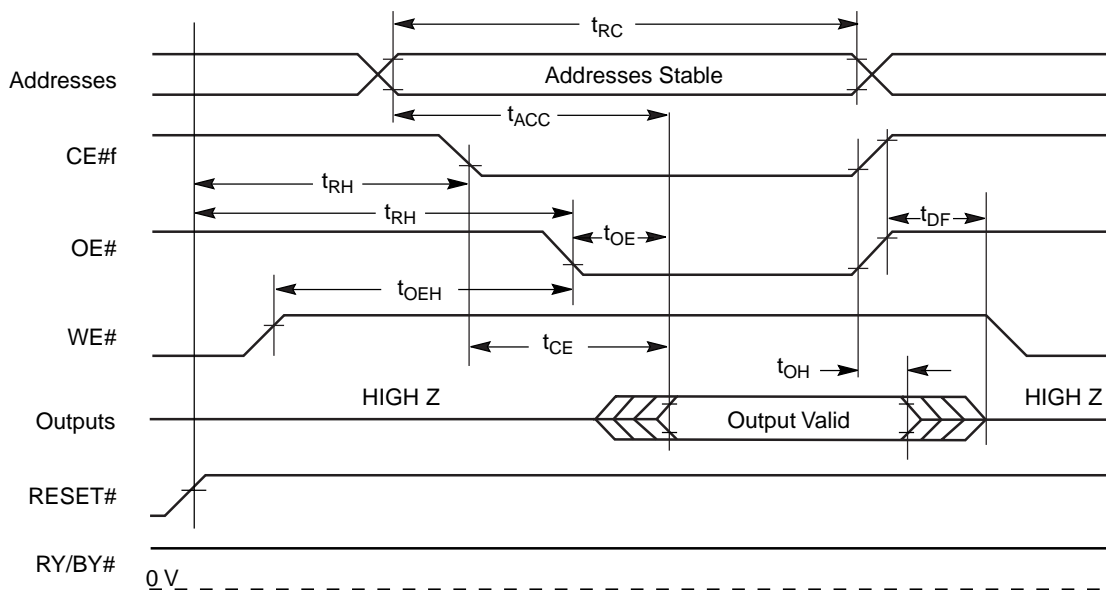 tRC
Addresses
Addresses Stable
tACC
CE#f
tRH
tRH
tDF
OE#
tOE
tOEH
WE#
tCE
tOH
HIGH Z
HIGH Z
Outputs
Output Valid
RESET#
RY/BY#
0 V